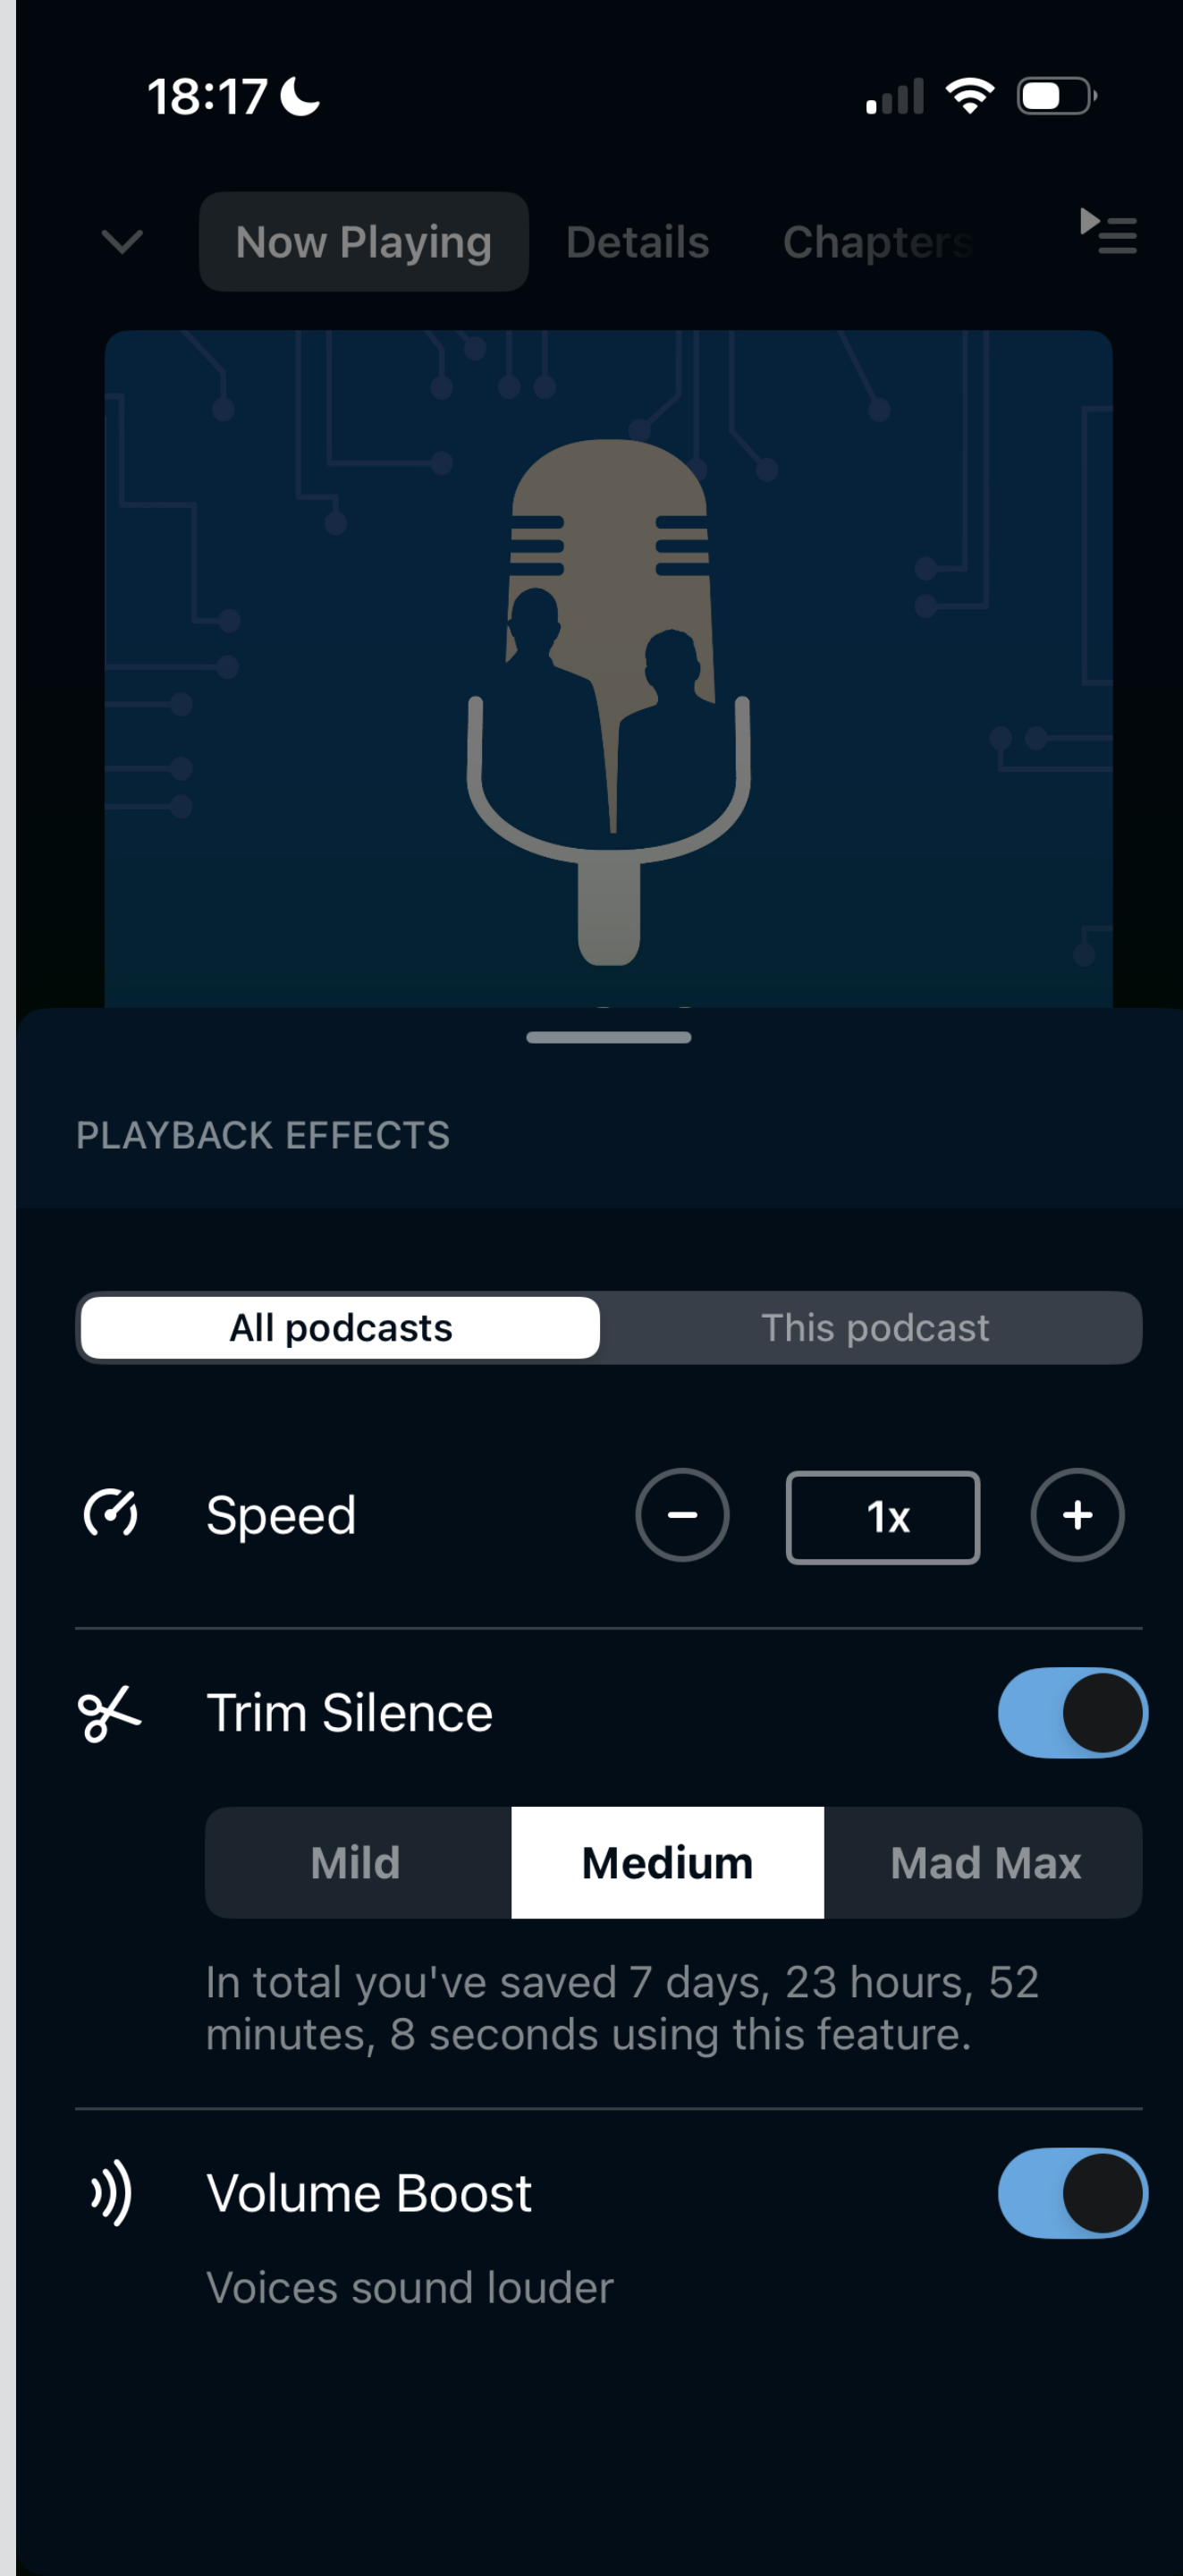 18:17
Now Playing
Details
Chapters
PLAYBACK EFFECTS
All podcasts
This podcast
Speed
1x
Trim Silence
Mild
Medium
Mad Max
In total you've saved 7 days, 23 hours, 52
minutes, 8 seconds using this feature.
Volume Boost
Voices sound louder